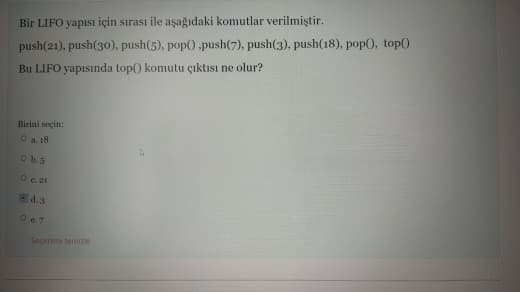 Bir LIFO yapısı için sırası ile aşağıdaki komutlar verilmiştir.
push(21), push(30), push(5), pop() ,push(7), push(3), push(18), pop(), top()
Bu LIFO yapısında top() komutu çıktısı ne olur?
Birini seçin:
a. 18
b. 5
c. 21
d. 3
e. 7
Seçimimi temizle